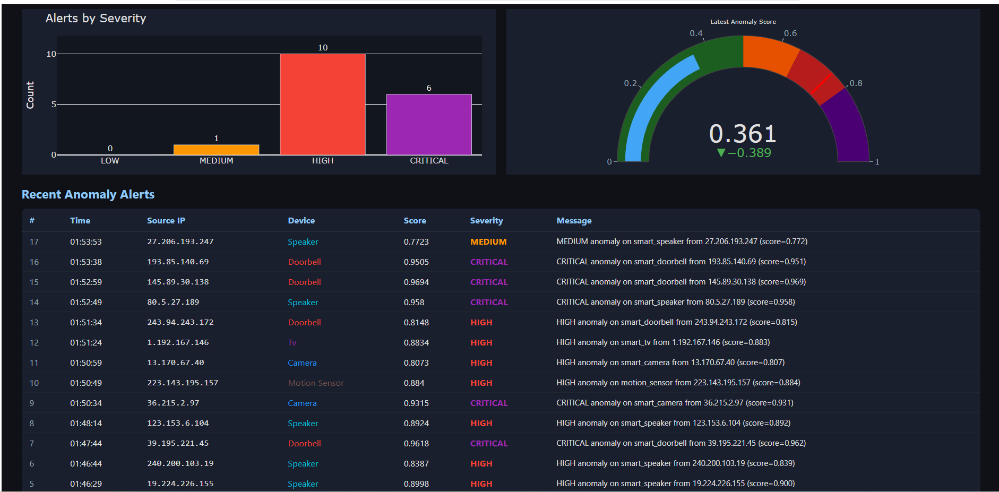 Alerts by Severity
Count
10
5
0
0
1
10
6
LOW MEDIUM HIGH CRITICAL
Latest Anomaly Score
0
0.2
0.4
0.6
0.8
1
0.361
▼−0.389
Recent Anomaly Alerts
# Time Source IP Device Score Severity Message
17 01:53:53 27.206.193.247 Speaker 0.7723 MEDIUM MEDIUM anomaly on smart_speaker from 27.206.193.247 (score=0.772)
16 01:53:38 193.85.140.69 Doorbell 0.9505 CRITICAL CRITICAL anomaly on smart_doorbell from 193.85.140.69 (score=0.951)
15 01:52:59 145.89.30.138 Doorbell 0.9694 CRITICAL CRITICAL anomaly on smart_doorbell from 145.89.30.138 (score=0.969)
14 01:52:49 80.5.27.189 Speaker 0.958 CRITICAL CRITICAL anomaly on smart_speaker from 80.5.27.189 (score=0.958)
13 01:51:34 243.94.243.172 Doorbell 0.8148 HIGH HIGH anomaly on smart_doorbell from 243.94.243.172 (score=0.815)
12 01:51:24 1.192.167.146 Tv 0.8834 HIGH HIGH anomaly on smart_tv from 1.192.167.146 (score=0.883)
11 01:50:59 13.170.67.40 Camera 0.8073 HIGH HIGH anomaly on smart_camera from 13.170.67.40 (score=0.807)
10 01:50:49 223.143.195.157 Motion Sensor 0.884 HIGH HIGH anomaly on motion_sensor from 223.143.195.157 (score=0.884)
9 01:50:34 36.215.2.97 Camera 0.9315 CRITICAL CRITICAL anomaly on smart_camera from 36.215.2.97 (score=0.931)
8 01:48:14 123.153.6.104 Speaker 0.8924 HIGH HIGH anomaly on smart_speaker from 123.153.6.104 (score=0.892)
7 01:47:44 39.195.221.45 Doorbell 0.9618 CRITICAL CRITICAL anomaly on smart_doorbell from 39.195.221.45 (score=0.962)
6 01:46:44 240.200.103.19 Speaker 0.8387 HIGH HIGH anomaly on smart_speaker from 240.200.103.19 (score=0.839)
5 01:46:29 19.224.226.155 Speaker 0.8998 HIGH HIGH anomaly on smart_speaker from 19.224.226.155 (score=0.900)